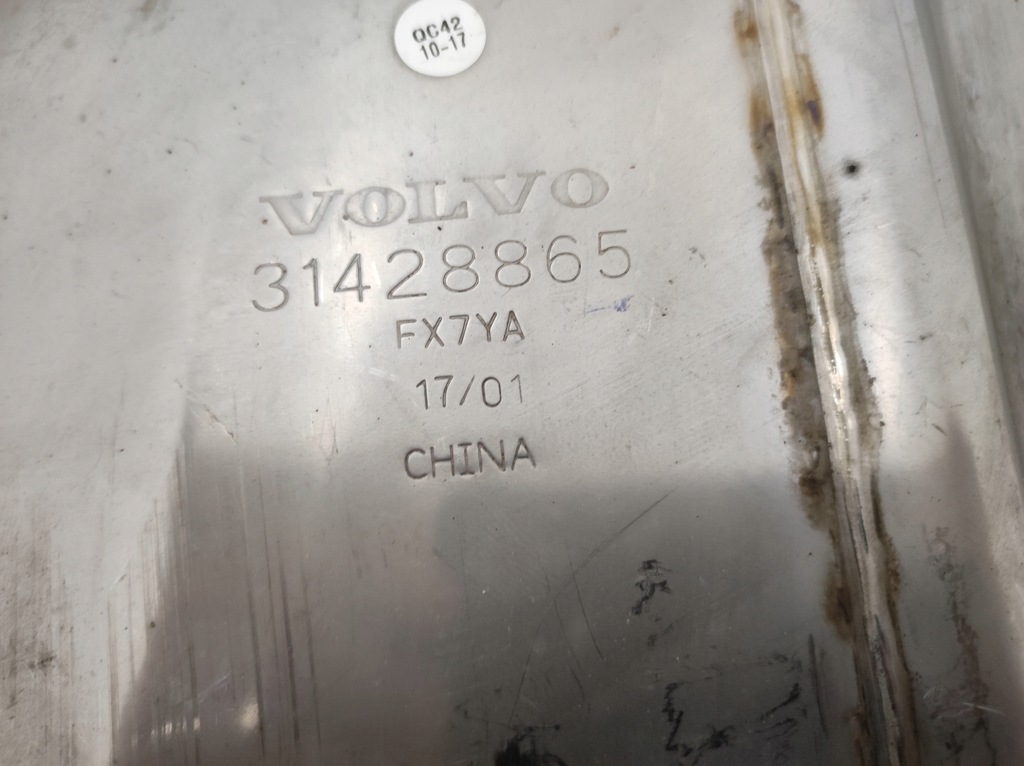 QC42
10-17
VOLVO
31428865
FX7YA
17/01
CHINA